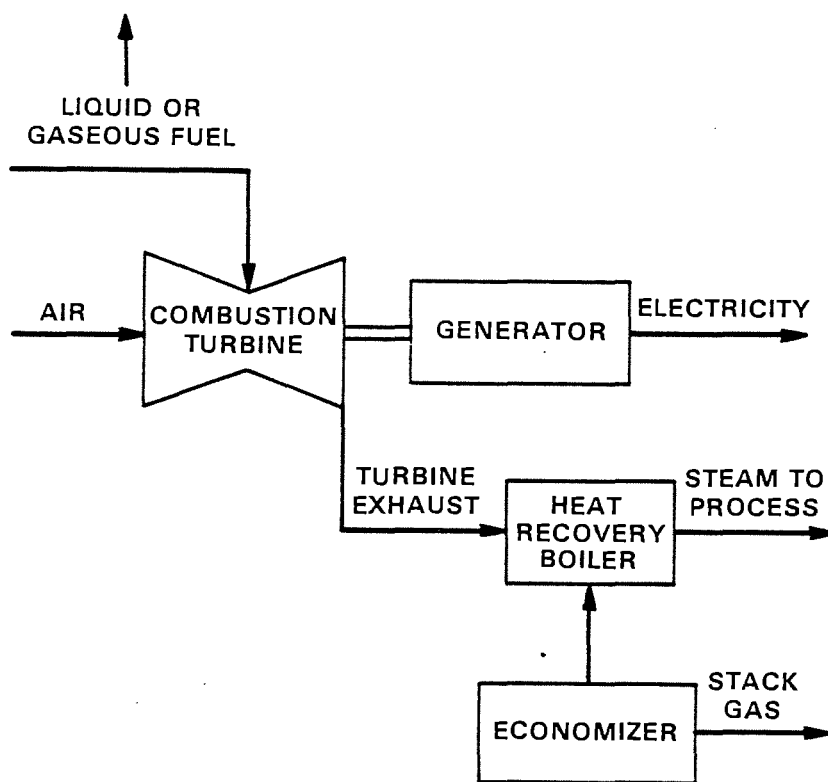 LIQUID OR
GASEOUS FUEL
AIR
COMBUSTION
TURBINE
GENERATOR
ELECTRICITY
TURBINE
EXHAUST
HEAT
RECOVERY
BOILER
STEAM TO
PROCESS
ECONOMIZER
STACK
GAS